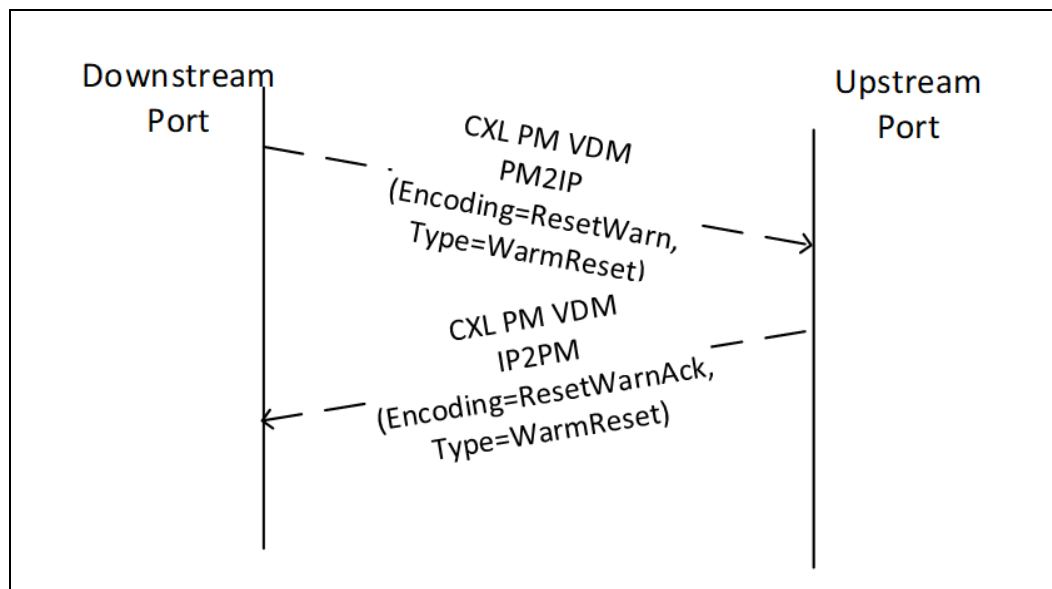 Downstream
Port
Upstream
Port
CXL PM VDM
PM2IP
(Encoding=ResetWarn,
Type=WarmReset)
CXL PM VDM
IP2PM
(Encoding=ResetWarnAck,
Type=WarmReset)